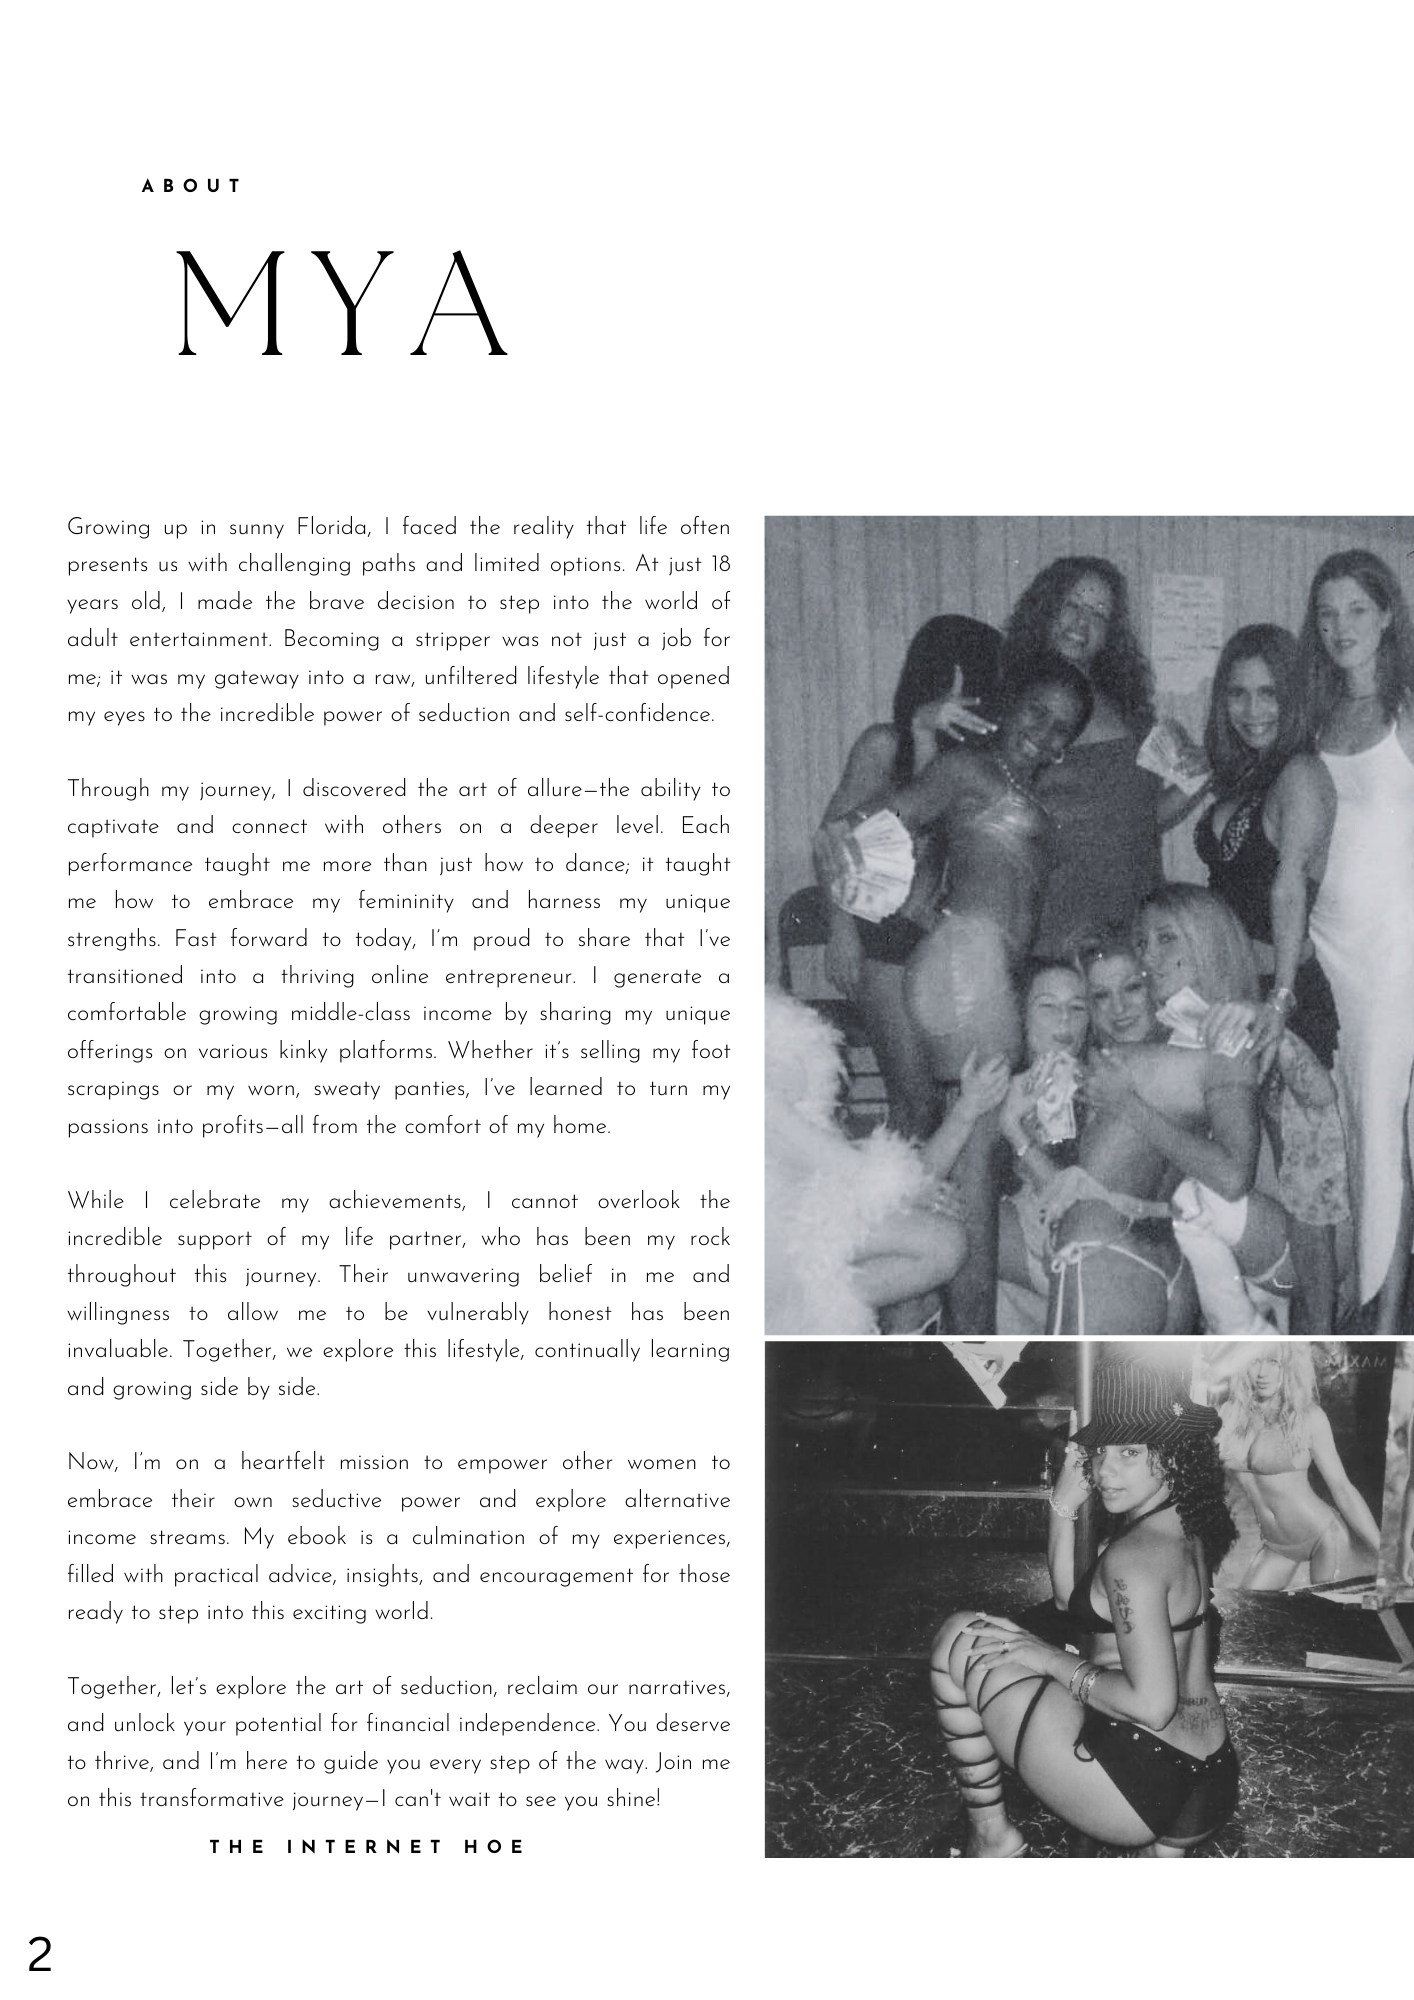 ABOUT
MYA
Growing up in sunny Florida, I faced the reality that life often
presents us with challenging paths and limited options. At just 18
years old, I made the brave decision to step into the world of
adult entertainment. Becoming a stripper was not just a job for
me; it was my gateway into a raw, unfiltered lifestyle that opened
my eyes to the incredible power of seduction and self-confidence.
Through my journey, I discovered the art of allure—the ability to
captivate and connect with others on a deeper level. Each
performance taught me more than just how to dance; it taught
me how to embrace my femininity and harness my unique
strengths. Fast forward to today, I’m proud to share that I’ve
transitioned into a thriving online entrepreneur. I generate a
comfortable growing middle-class income by sharing my unique
offerings on various kinky platforms. Whether it’s selling my foot
scrapings or my worn, sweaty panties, I’ve learned to turn my
passions into profits—all from the comfort of my home.
While I celebrate my achievements, I cannot overlook the
incredible support of my life partner, who has been my rock
throughout this journey. Their unwavering belief in me and
willingness to allow me to be vulnerably honest has been
invaluable. Together, we explore this lifestyle, continually learning
and growing side by side.
Now, I’m on a heartfelt mission to empower other women to
embrace their own seductive power and explore alternative
income streams. My ebook is a culmination of my experiences,
filled with practical advice, insights, and encouragement for those
ready to step into this exciting world.
Together, let’s explore the art of seduction, reclaim our narratives,
and unlock your potential for financial independence. You deserve
to thrive, and I’m here to guide you every step of the way. Join me
on this transformative journey—I can't wait to see you shine!
THE INTERNET HOE
2